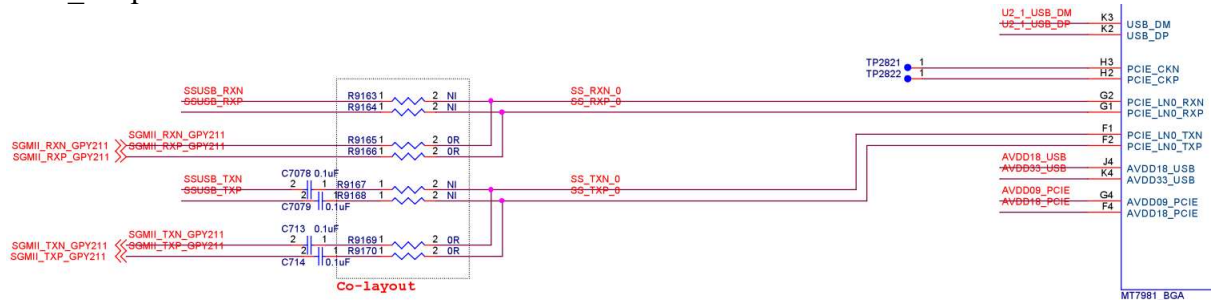 U2_1_USB_DM
U2_1_USB_DP
K3 USB_DM
K2 USB_DP
TP2821 1 H3 PCIE_CKN
TP2822 1 H2 PCIE_CKP
SSUSB_RXN R9163 1 2 NI SS_RXN_0 G2 PCIE_LN0_RXN
SSUSB_RXP R9164 1 2 NI SS_RXP_0 G1 PCIE_LN0_RXP
SGMII_RXN_GPY211 SGMII_RXN_GPY211 R9165 1 2 0R
SGMII_RXP_GPY211 SGMII_RXP_GPY211 R9166 1 2 0R
F1 PCIE_LN0_TXN
F2 PCIE_LN0_TXP
C7078 0.1uF
SSUSB_TXN 2 1 R9167 1 2 NI SS_TXN_0
SSUSB_TXP 2 1 R9168 1 2 NI SS_TXP_0
C7079 0.1uF
AVDD18_USB J4 AVDD18_USB
AVDD33_USB K4 AVDD33_USB
AVDD09_PCIE G4 AVDD09_PCIE
AVDD18_PCIE F4 AVDD18_PCIE
C713 0.1uF
SGMII_TXN_GPY211 SGMII_TXN_GPY211 2 1 R9169 1 2 0R
SGMII_TXP_GPY211 SGMII_TXP_GPY211 2 1 R9170 1 2 0R
C714 0.1uF
Co-layout
MT7981_BGA